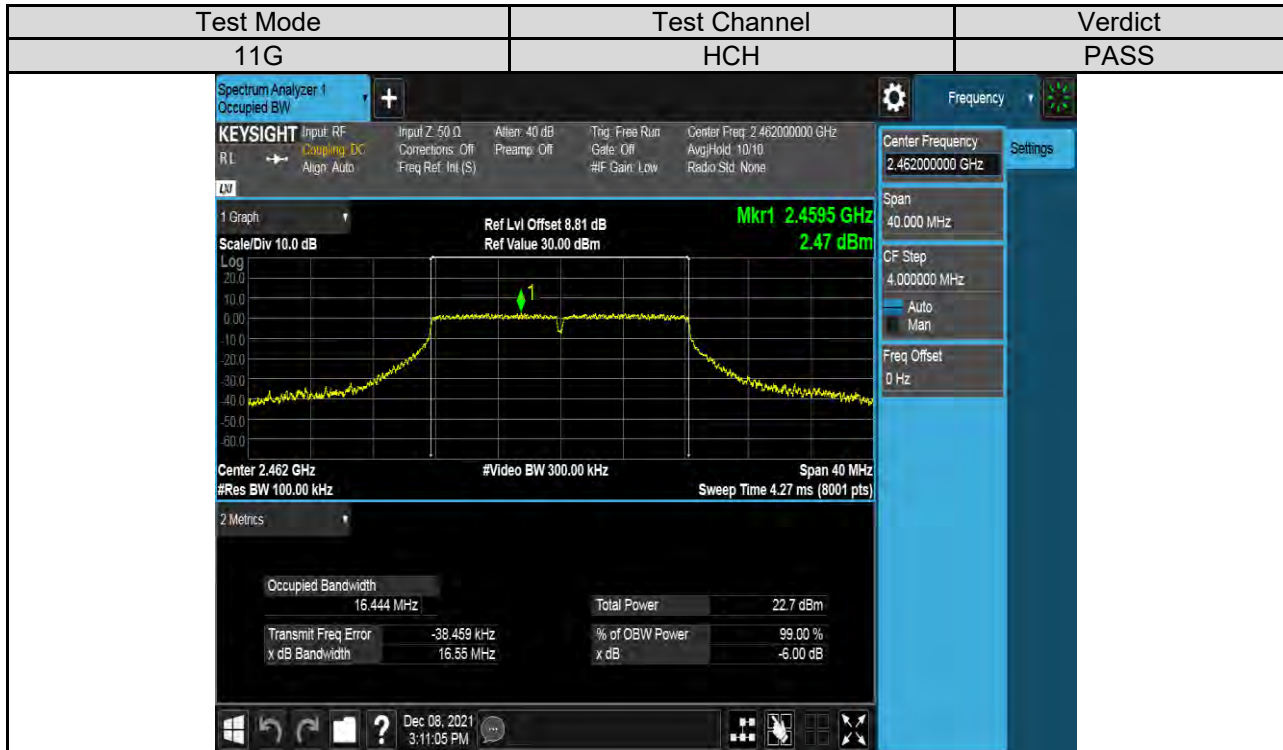 Test Mode Test Channel Verdict
11G HCH PASS
Spectrum Analyzer 1
Occupied BW
Frequency
KEYSIGHT Input: RF Input Z: 50 Ω Atten: 40 dB Trig: Free Run Center Freq: 2.462000000 GHz
RL Coupling: DC Corrections: Off Preamp: Off Gate: Off Avg|Hold: 10/10
Align: Auto Freq Ref: Int (S) #IF Gain: Low Radio Std: None
LXI
Center Frequency
2.462000000 GHz
Settings
Span
40.000 MHz
CF Step
4.000000 MHz
Auto
Man
Freq Offset
0 Hz
1 Graph Ref Lvl Offset 8.81 dB Mkr1 2.4595 GHz
Scale/Div 10.0 dB Ref Value 30.00 dBm 2.47 dBm
Log
20.0
10.0
0.00
-10.0
-20.0
-30.0
-40.0
-50.0
-60.0
1
Center 2.462 GHz #Video BW 300.00 kHz Span 40 MHz
#Res BW 100.00 kHz Sweep Time 4.27 ms (8001 pts)
2 Metrics
Occupied Bandwidth
16.444 MHz Total Power 22.7 dBm
Transmit Freq Error -38.459 kHz % of OBW Power 99.00 %
x dB Bandwidth 16.55 MHz x dB -6.00 dB
? Dec 08, 2021
3:11:05 PM